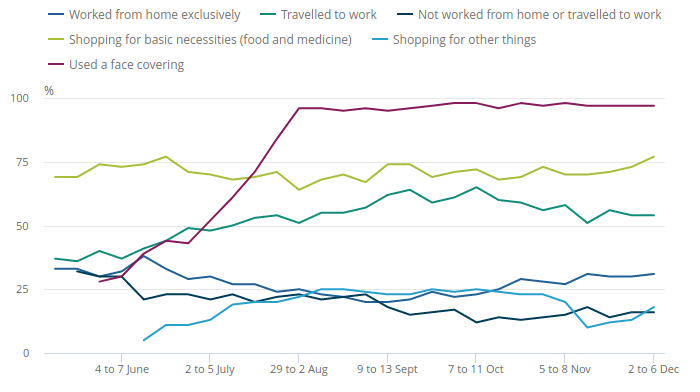 Worked from home exclusively Travelled to work Not worked from home or travelled to work
Shopping for basic necessities (food and medicine) Shopping for other things
Used a face covering
%
100
75
50
25
0
4 to 7 June 2 to 5 July 29 to 2 Aug 9 to 13 Sept 7 to 11 Oct 5 to 8 Nov 2 to 6 Dec